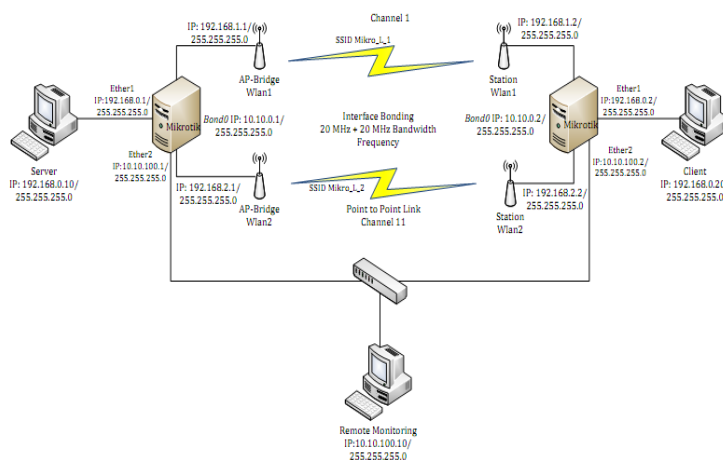 Channel 1
IP: 192.168.1.1/
255.255.255.0
SSID Mikro_L_1
IP: 192.168.1.2/
255.255.255.0
AP-Bridge
Wlan1
Station
Wlan1
Ether1
IP:192.168.0.1/
255.255.255.0
Mikrotik
Bond0 IP: 10.10.0.1/
255.255.255.0
Interface Bonding
20 MHz + 20 MHz Bandwidth
Frequency
Bond0 IP: 10.10.0.2/
255.255.255.0
Mikrotik
Ether1
IP:192.168.0.2/
255.255.255.0
Ether2
IP:10.10.100.1/
255.255.255.0
Ether2
IP:10.10.100.2/
255.255.255.0
Server
IP: 192.168.0.10/
255.255.255.0
IP: 192.168.2.1/
255.255.255.0
SSID Mikro_L_2
IP: 192.168.2.2/
255.255.255.0
Client
IP: 192.168.0.20/
255.255.255.0
AP-Bridge
Wlan2
Point to Point Link
Channel 11
Station
Wlan2
Remote Monitoring
IP:10.10.100.10/
255.255.255.0